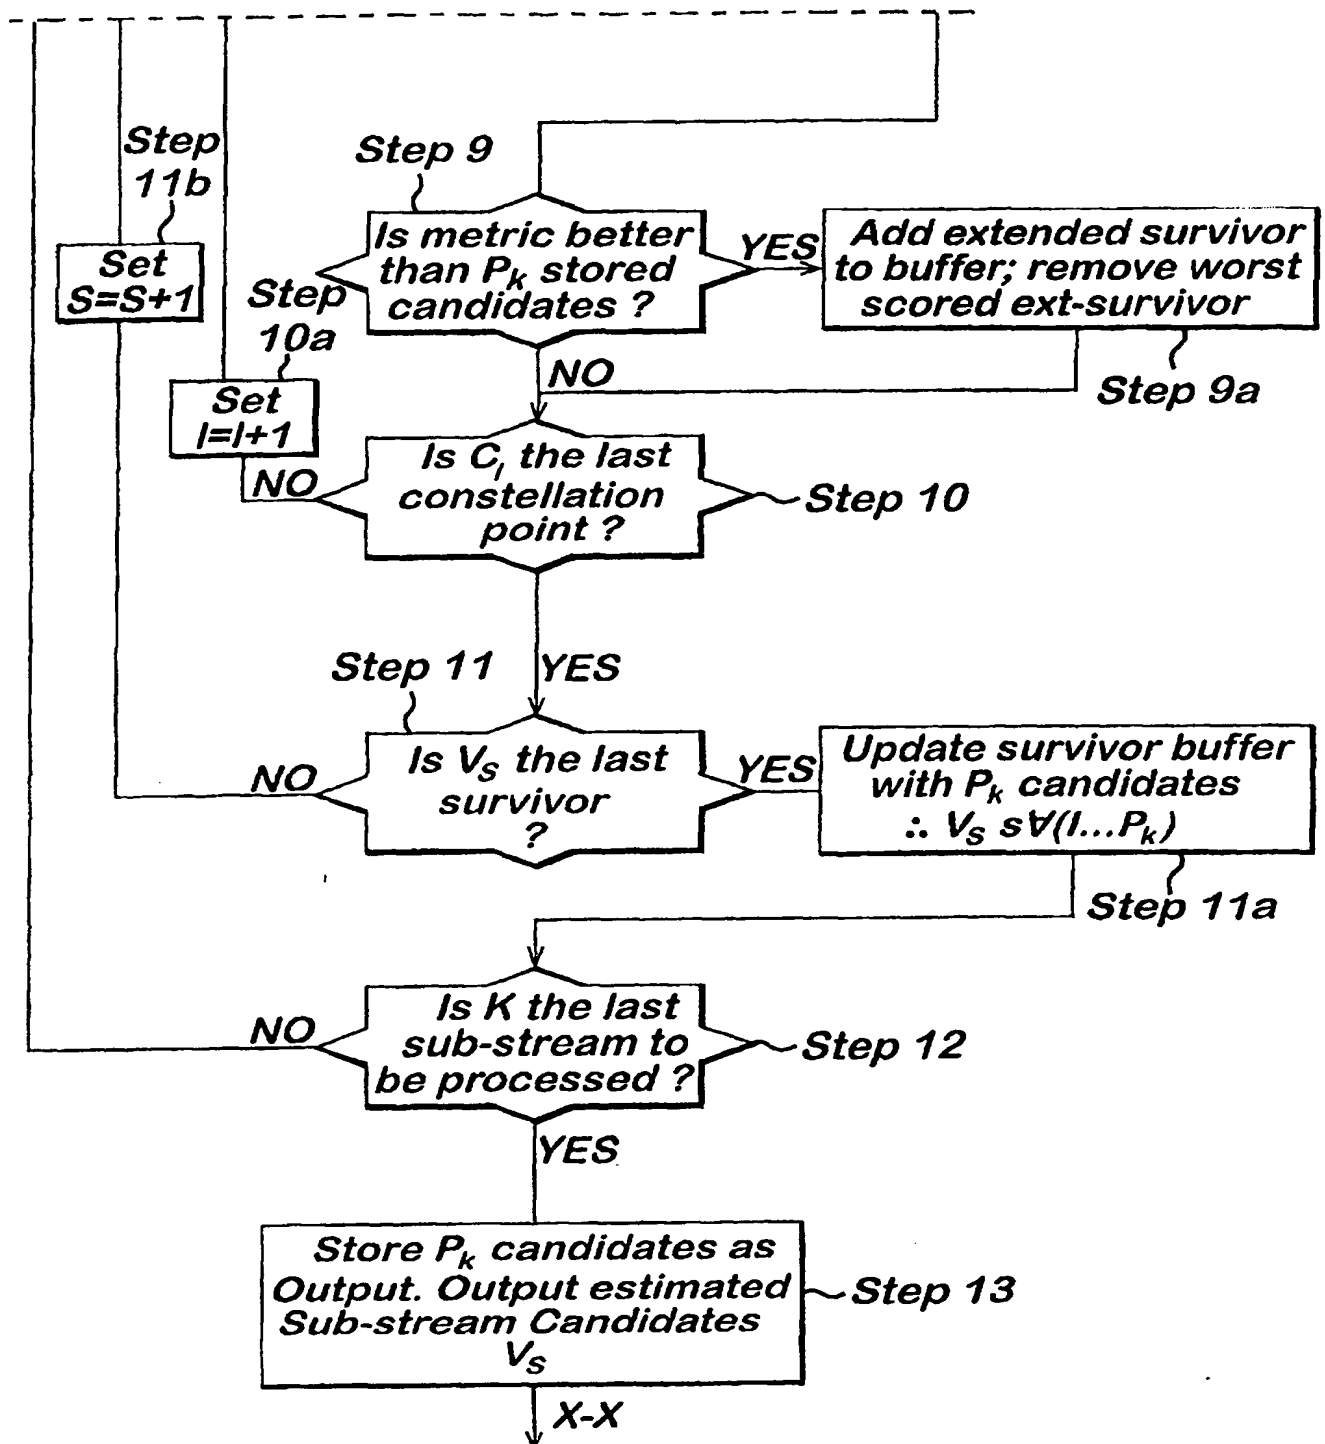 Step
11b
Set
S=S+1
Step
10a
Set
I=I+1
Step 9
Is metric better
than Pk stored
candidates ?
YES
Add extended survivor
to buffer; remove worst
scored ext-survivor
Step 9a
NO
Is Cl the last
constellation
point ?
NO
Step 10
YES
Step 11
Is VS the last
survivor
?
NO
YES
Update survivor buffer
with Pk candidates
∴ VS s∀(I...Pk)
Step 11a
Is K the last
sub-stream to
be processed ?
NO
Step 12
YES
Store Pk candidates as
Output. Output estimated
Sub-stream Candidates
VS
Step 13
X-X